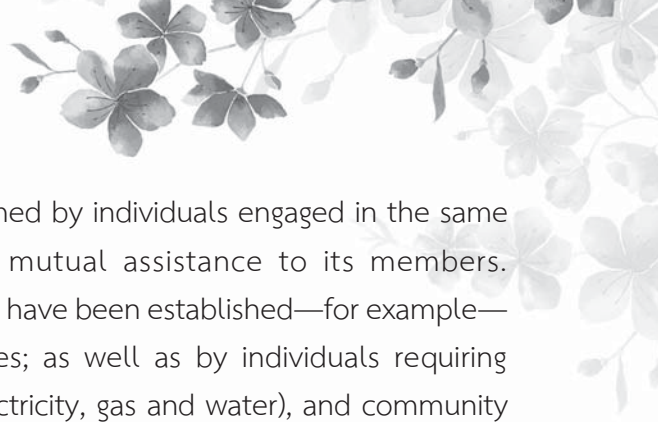 ned by individuals engaged in the same
mutual assistance to its members.
have been established—for example—
es; as well as by individuals requiring
ctricity, gas and water), and community